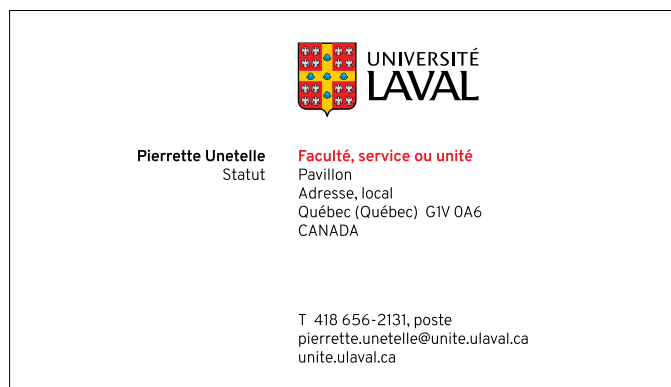 UNIVERSITÉ
LAVAL
Pierrette Unetelle
Statut
Faculté, service ou unité
Pavillon
Adresse, local
Québec (Québec)  G1V 0A6
CANADA
T  418 656-2131, poste
pierrette.unetelle@unite.ulaval.ca
unite.ulaval.ca